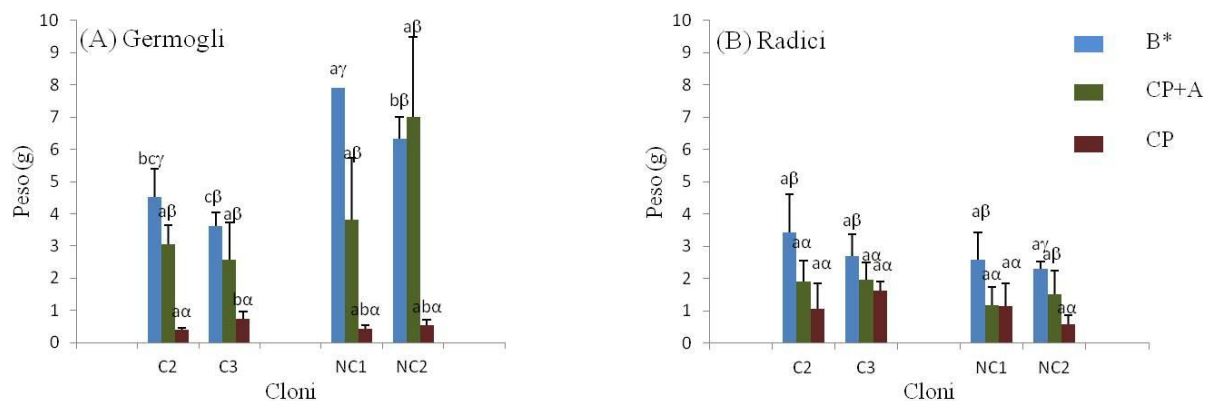 (A) Germogli
Peso (g)
10
9
8
7
6
5
4
3
2
1
0
bcγ
aβ
aα
cβ
aβ
bα
aγ
aβ
abα
bβ
aβ
abα
C2
C3
NC1
NC2
Cloni
(B) Radici
Peso (g)
10
9
8
7
6
5
4
3
2
1
0
aβ
aα
aα
aβ
aα
aα
aβ
aα
aα
aγ
aβ
aα
C2
C3
NC1
NC2
Cloni
B*
CP+A
CP